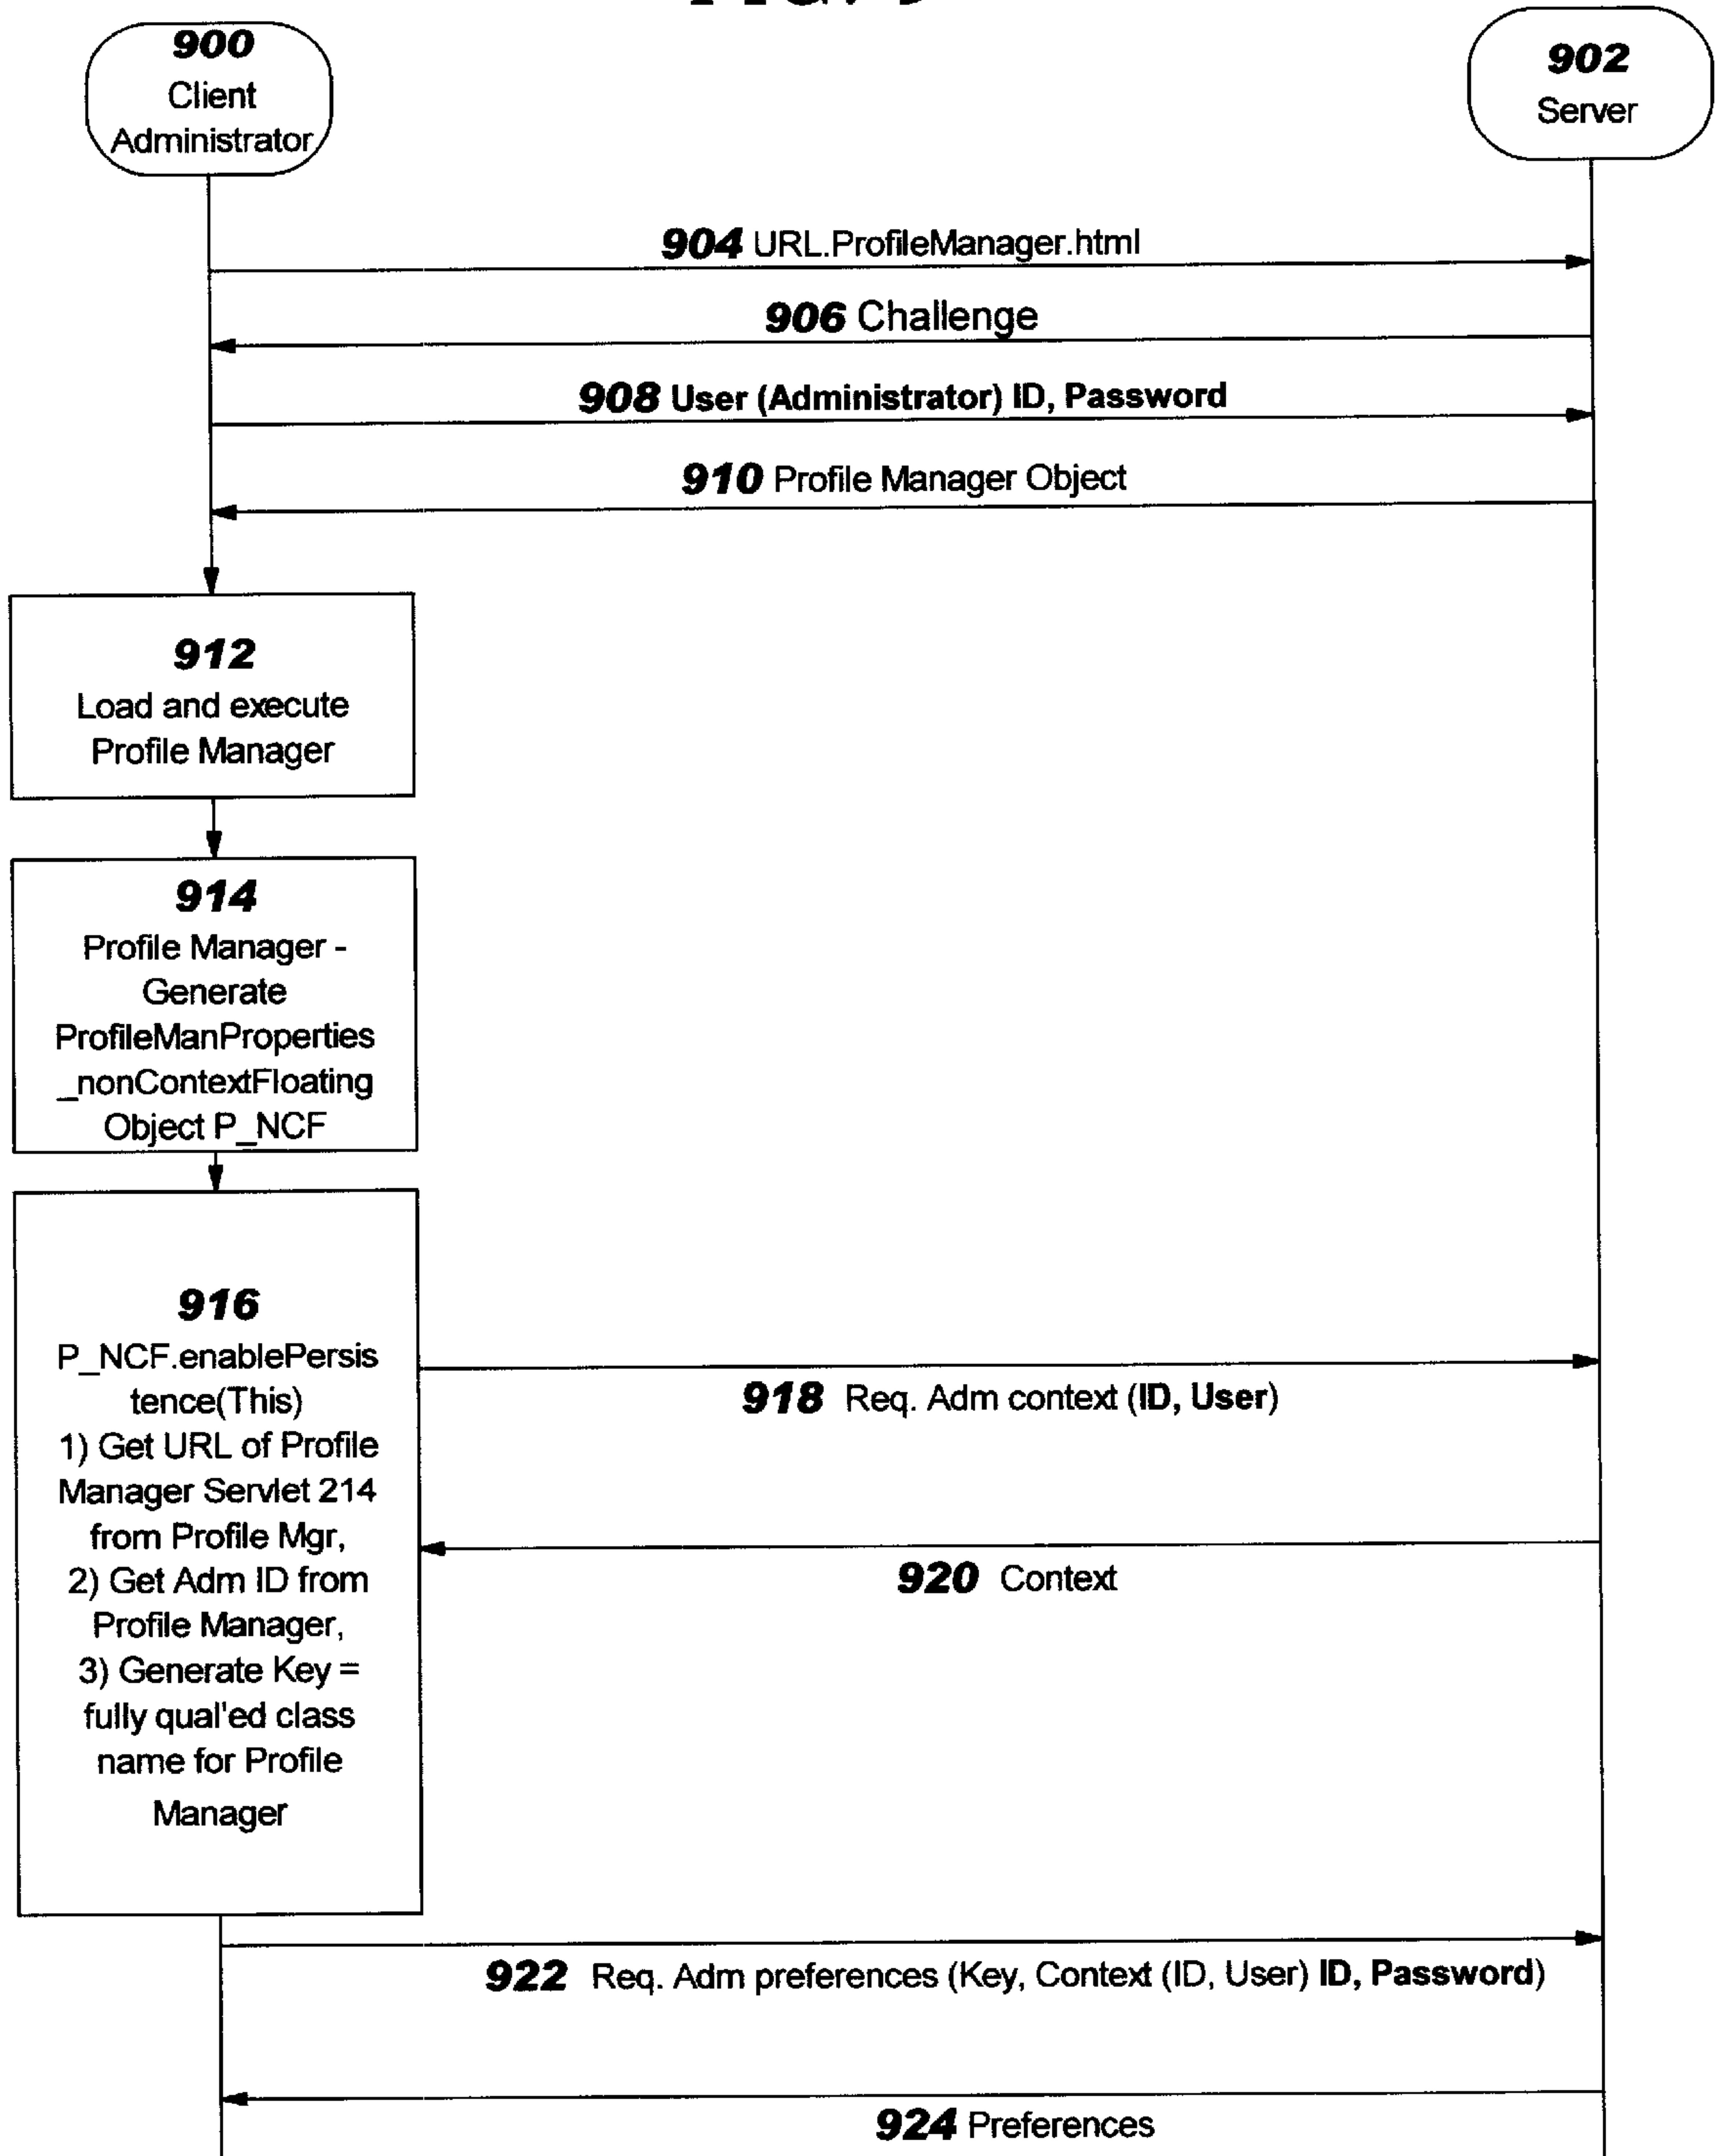 900
Client
Administrator
902
Server
904 URL.ProfileManager.html
906 Challenge
908 User (Administrator) ID, Password
910 Profile Manager Object
912
Load and execute
Profile Manager
914
Profile Manager -
Generate
ProfileManProperties
_nonContextFloating
Object P_NCF
916
P_NCF.enablePersis
tence(This)
1) Get URL of Profile
Manager Servlet 214
from Profile Mgr,
2) Get Adm ID from
Profile Manager,
3) Generate Key =
fully qual'ed class
name for Profile
Manager
918 Req. Adm context (ID, User)
920 Context
922 Req. Adm preferences (Key, Context (ID, User) ID, Password)
924 Preferences